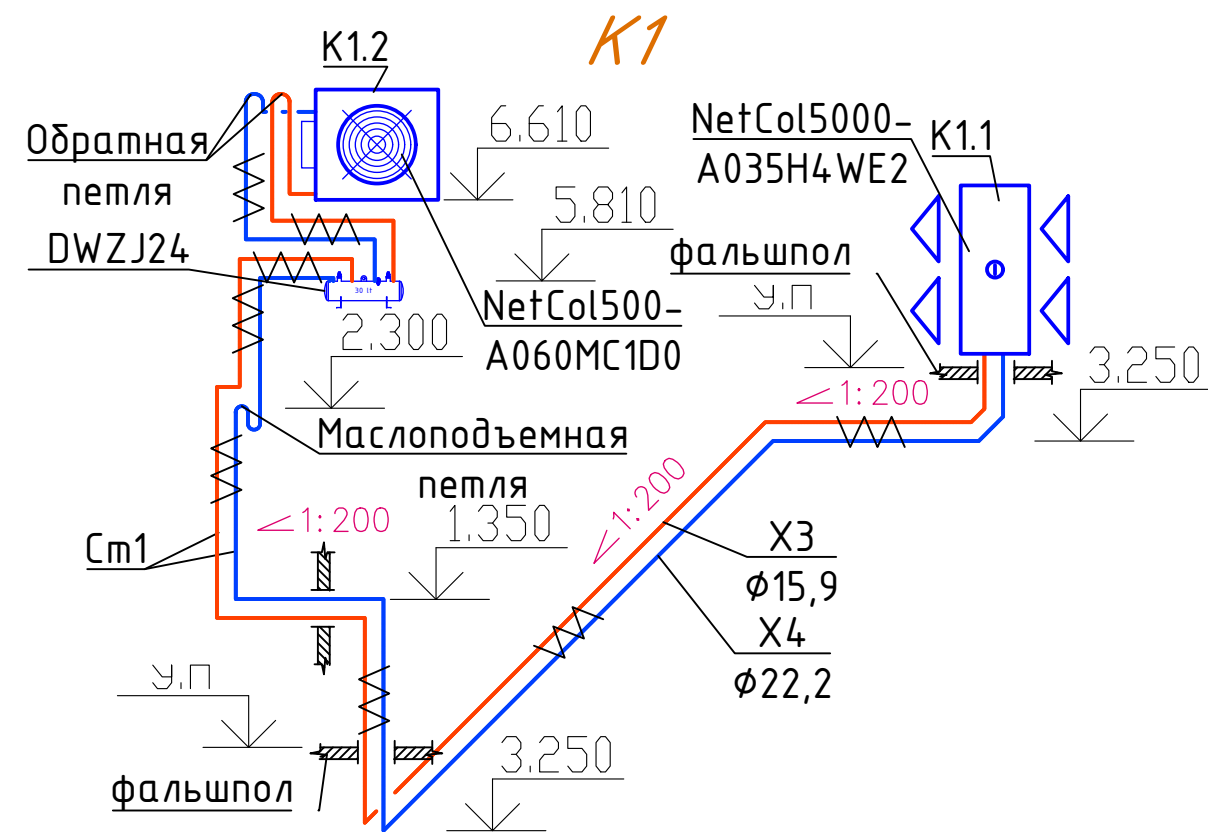 K1
K1.2
Обратная
петля
DWZJ24
6.610
5.810
NetCol5000-
A035H4WE2
K1.1
фальшпол
У.П
30 lt
NetCol500-
A060MC1D0
2.300
3.250
1:200
Маслоподъемная
петля
1:200
1:200
1.350
Ст1
X3
Ф15,9
X4
Ф22,2
У.П
фальшпол
3.250